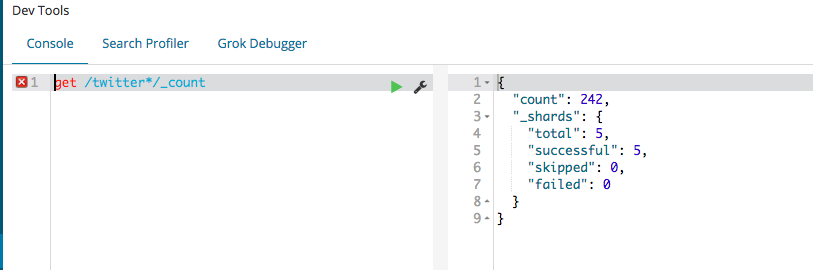 Dev Tools
Console Search Profiler Grok Debugger
1 get /twitter*/_count
1 {
2 "count": 242,
3 "_shards": {
4 "total": 5,
5 "successful": 5,
6 "skipped": 0,
7 "failed": 0
8 }
9 }